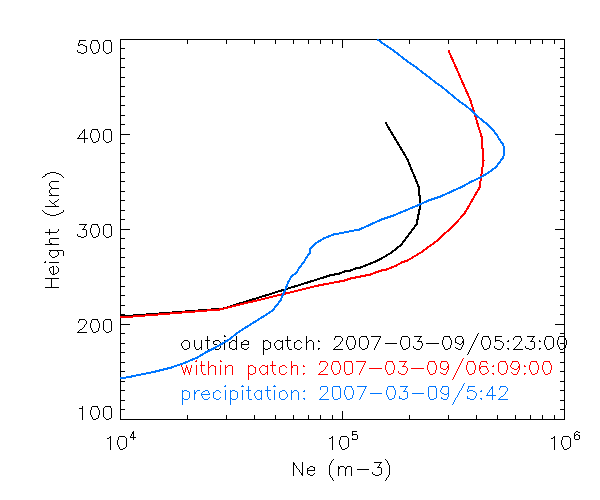 500
400
300
200
100
Height (km)
outside patch: 2007-03-09/05:23:00
within patch: 2007-03-09/06:09:00
precipitation: 2007-03-09/5:42
10^4
10^5
10^6
Ne (m-3)